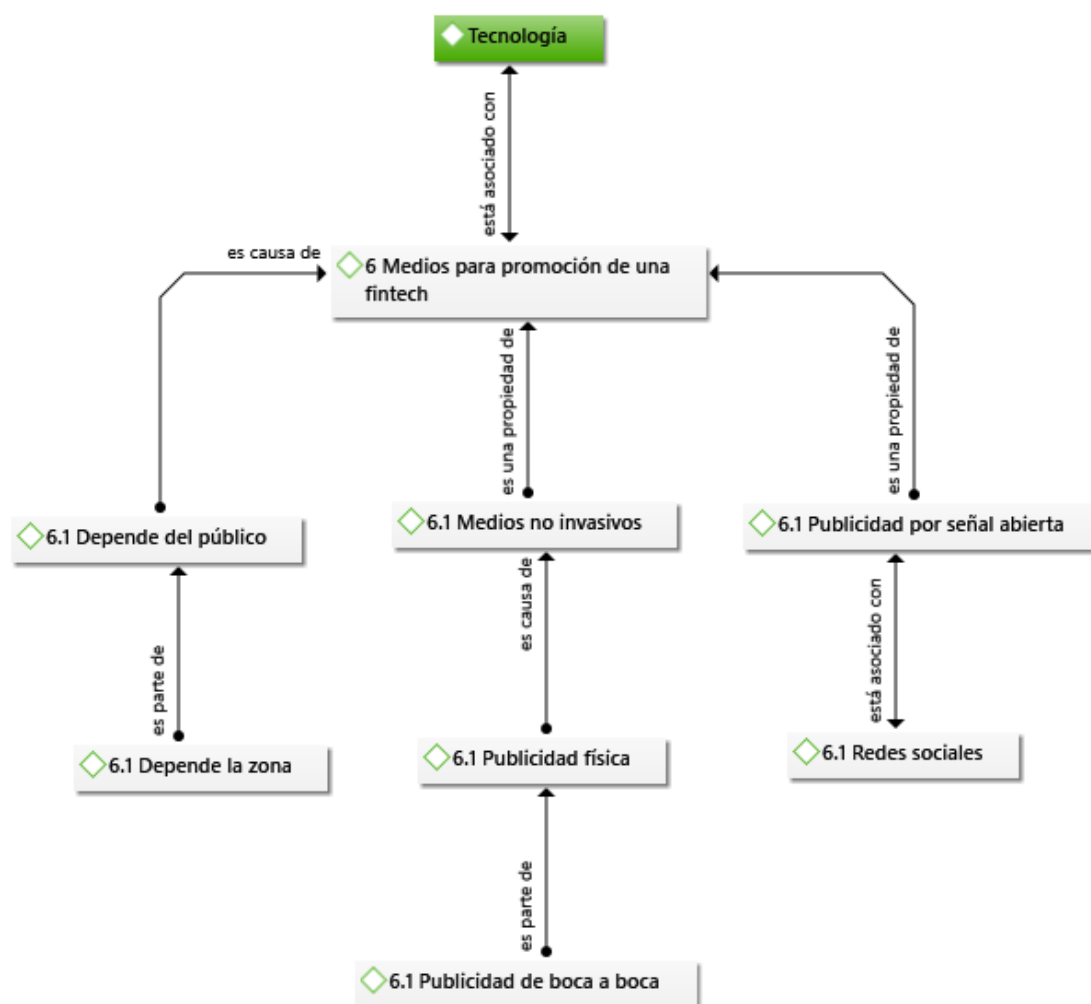 Tecnología
está asociado con
es causa de
6 Medios para promoción de una
fintech
es una propiedad de
es una propiedad de
6.1 Depende del público
6.1 Medios no invasivos
6.1 Publicidad por señal abierta
es parte de
es causa de
está asociado con
6.1 Depende la zona
6.1 Publicidad física
6.1 Redes sociales
es parte de
6.1 Publicidad de boca a boca